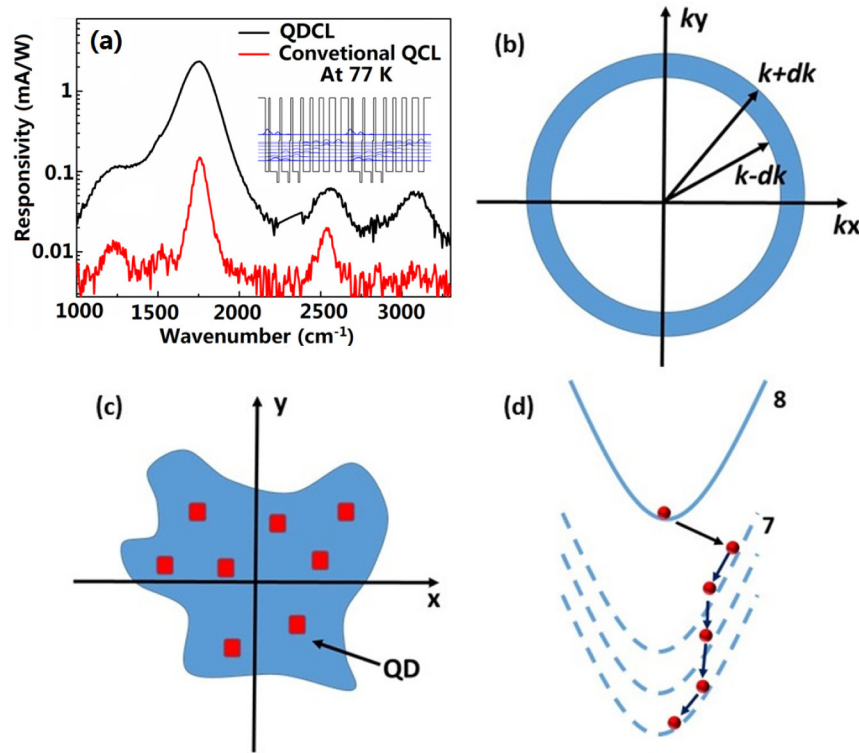 (a)
QDCL
Convetional QCL
At 77 K
Responsivity (mA/W)
1
0.1
0.01
1000 1500 2000 2500 3000
Wavenumber (cm⁻¹)
(b)
ky
k+dk
k-dk
kx
(c)
y
x
QD
(d)
8
7